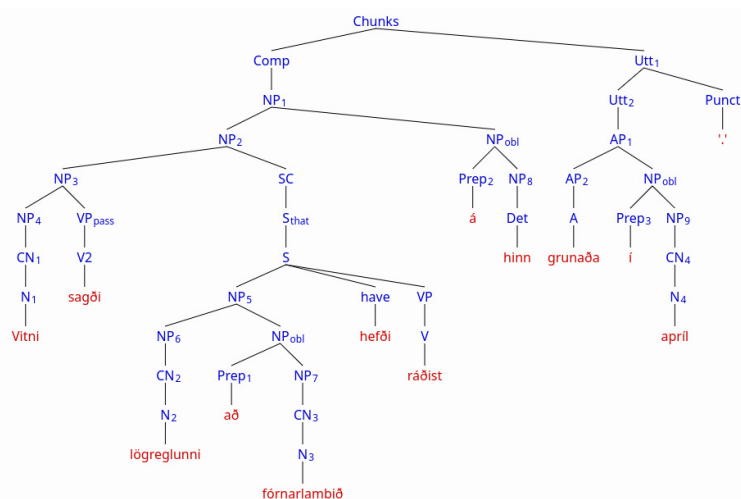 Chunks
Comp Utt1
NP1 Utt2 Punct
NP2 NPobl AP1 '.'
NP3 SC Prep2 NP8 AP2 NPobl
NP4 VPpass Sthat á Det A Prep3 NP9
CN1 V2 S hinn grunaða í CN4
N1 sagði NP5 have VP N4
Vitni NP6 NPobl hefði V apríl
CN2 Prep1 NP7 ráðist
N2 að CN3
lögreglunni N3
fórnarlambið